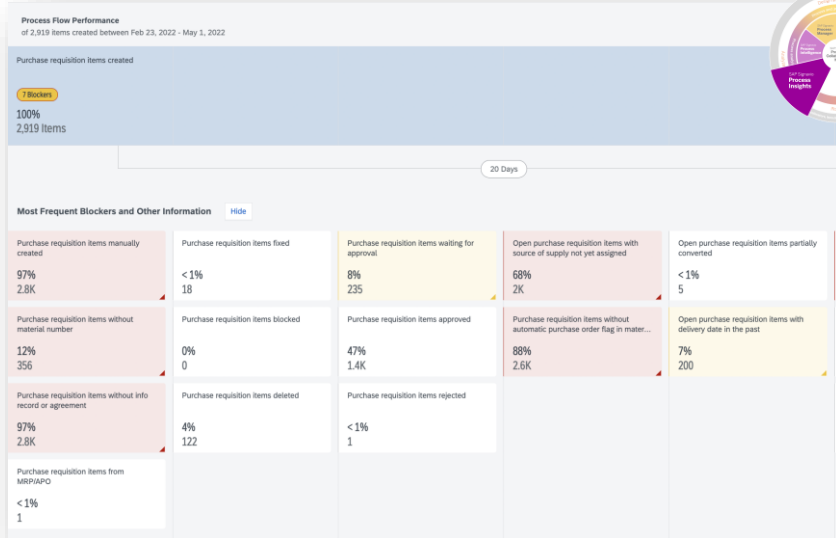 Process Flow Performance
of 2,919 items created between Feb 23, 2022 - May 1, 2022
Purchase requisition items created
7 Blockers
100%
2,919 Items
SAP Signavio
Process
Insights
Process
Manager
Process
Intelligence
20 Days
Most Frequent Blockers and Other Information Hide
Purchase requisition items manually
created
97%
2.8K
Purchase requisition items fixed
< 1%
18
Purchase requisition items waiting for
approval
8%
235
Open purchase requisition items with
source of supply not yet assigned
68%
2K
Open purchase requisition items partially
converted
< 1%
5
Purchase requisition items without
material number
12%
356
Purchase requisition items blocked
0%
0
Purchase requisition items approved
47%
1.4K
Purchase requisition items without
automatic purchase order flag in mater...
88%
2.6K
Open purchase requisition items with
delivery date in the past
7%
200
Purchase requisition items without info
record or agreement
97%
2.8K
Purchase requisition items deleted
4%
122
Purchase requisition items rejected
< 1%
1
Purchase requisition items from
MRP/APO
< 1%
1